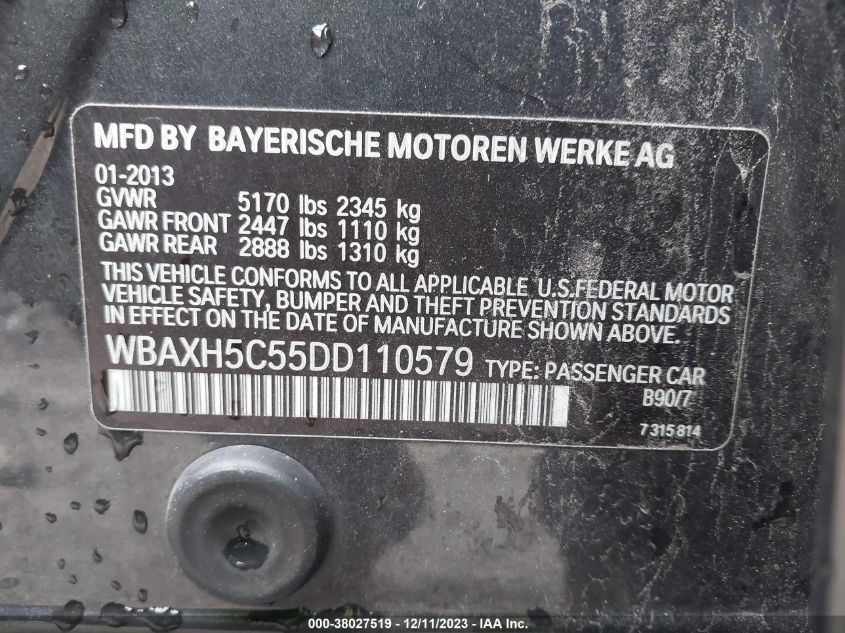 MFD BY BAYERISCHE MOTOREN WERKE AG
01-2013
GVWR 5170 lbs 2345 kg
GAWR FRONT 2447 lbs 1110 kg
GAWR REAR 2888 lbs 1310 kg
THIS VEHICLE CONFORMS TO ALL APPLICABLE U.S.FEDERAL MOTOR
VEHICLE SAFETY, BUMPER AND THEFT PREVENTION STANDARDS
IN EFFECT ON THE DATE OF MANUFACTURE SHOWN ABOVE.
WBAXH5C55DD110579 TYPE: PASSENGER CAR
B90/7
7 315 814
000-38027519 - 12/11/2023 - IAA Inc.